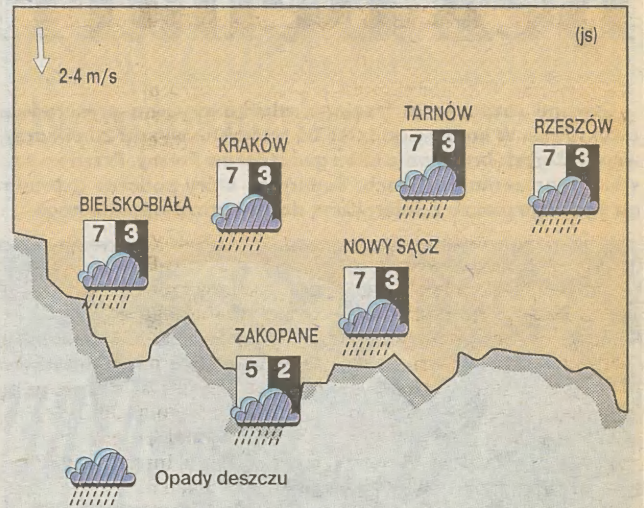 (js)
2-4 m/s
TARNÓW
7 3
RZESZÓW
7 3
KRAKÓW
7 3
BIELSKO-BIAŁA
7 3
NOWY SĄCZ
7 3
ZAKOPANE
5 2
Opady deszczu